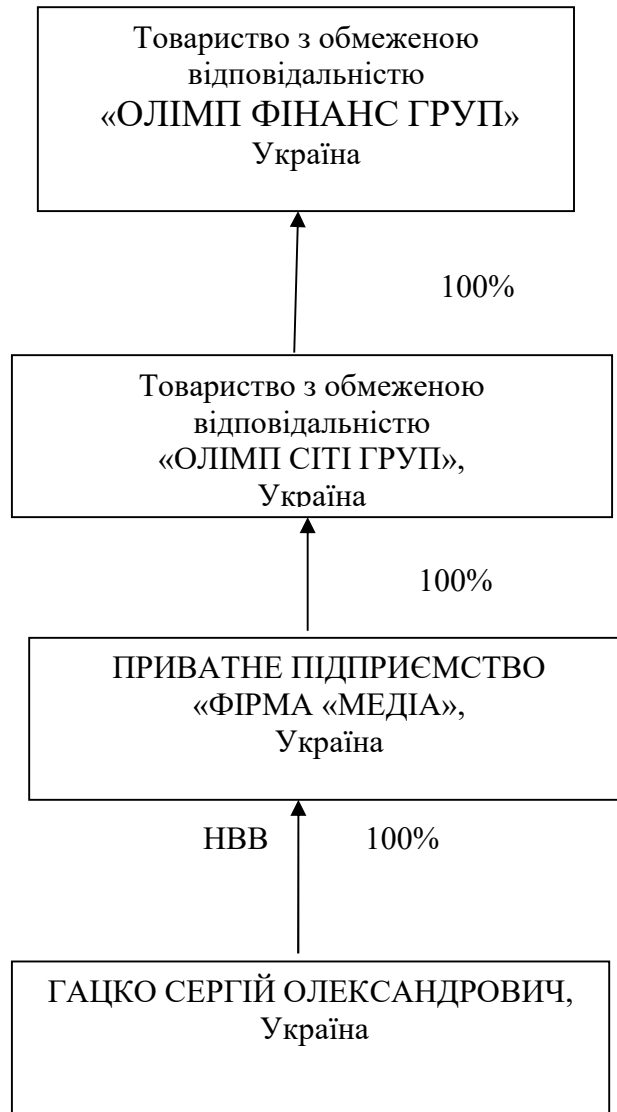 Товариство з обмеженою
відповідальністю
«ОЛІМП ФІНАНС ГРУП»
Україна
100%
Товариство з обмеженою
відповідальністю
«ОЛІМП СІТІ ГРУП»,
Україна
100%
ПРИВАТНЕ ПІДПРИЄМСТВО
«ФІРМА «МЕДІА»,
Україна
НВВ 100%
ГАЦКО СЕРГІЙ ОЛЕКСАНДРОВИЧ,
Україна